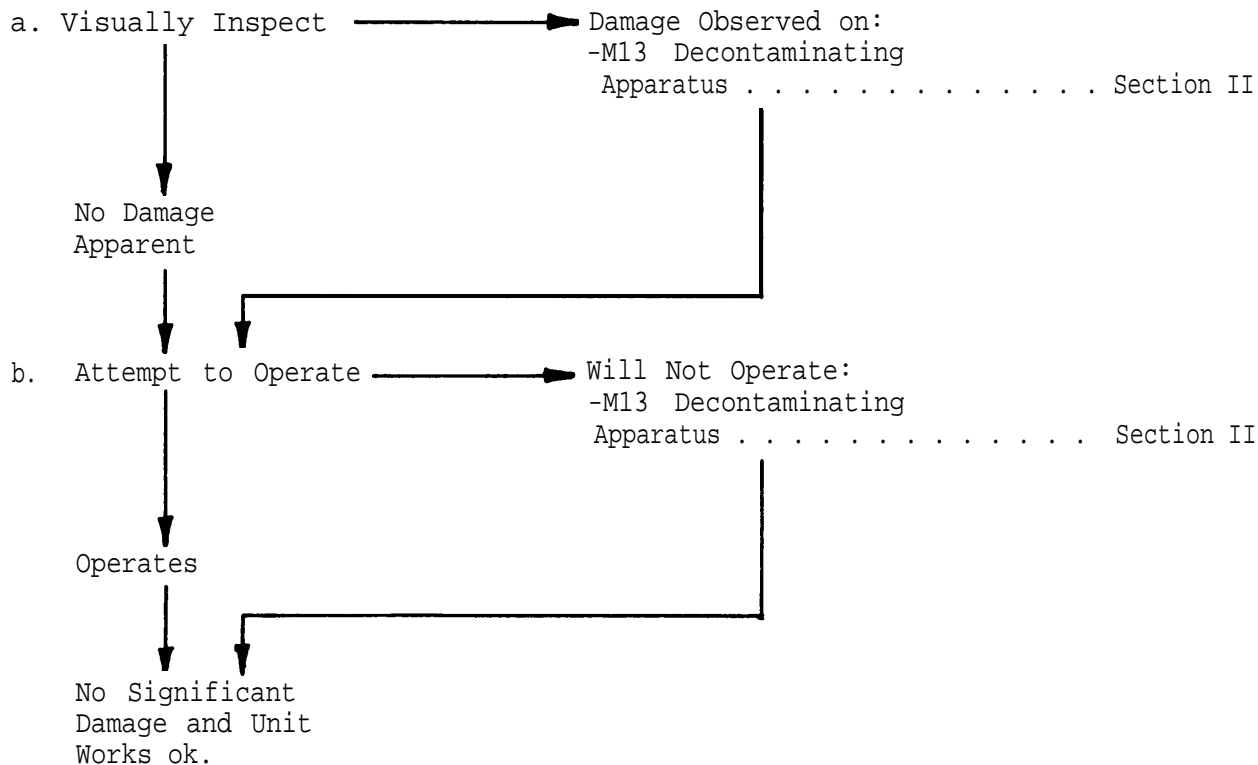 a. Visually Inspect
Damage Observed on:
-M13 Decontaminating
Apparatus . . . . . . . . . . . . . Section II
No Damage
Apparent
b. Attempt to Operate
Will Not Operate:
-M13 Decontaminating
Apparatus . . . . . . . . . . . . . Section II
Operates
No Significant
Damage and Unit
Works ok.